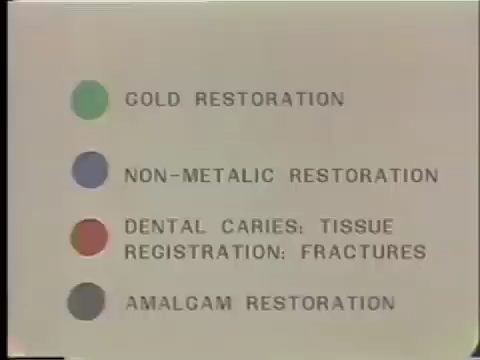 GOLD RESTORATION
NON-METALIC RESTORATION
DENTAL CARIES; TISSUE
REGISTRATION; FRACTURES
AMALGAM RESTORATION